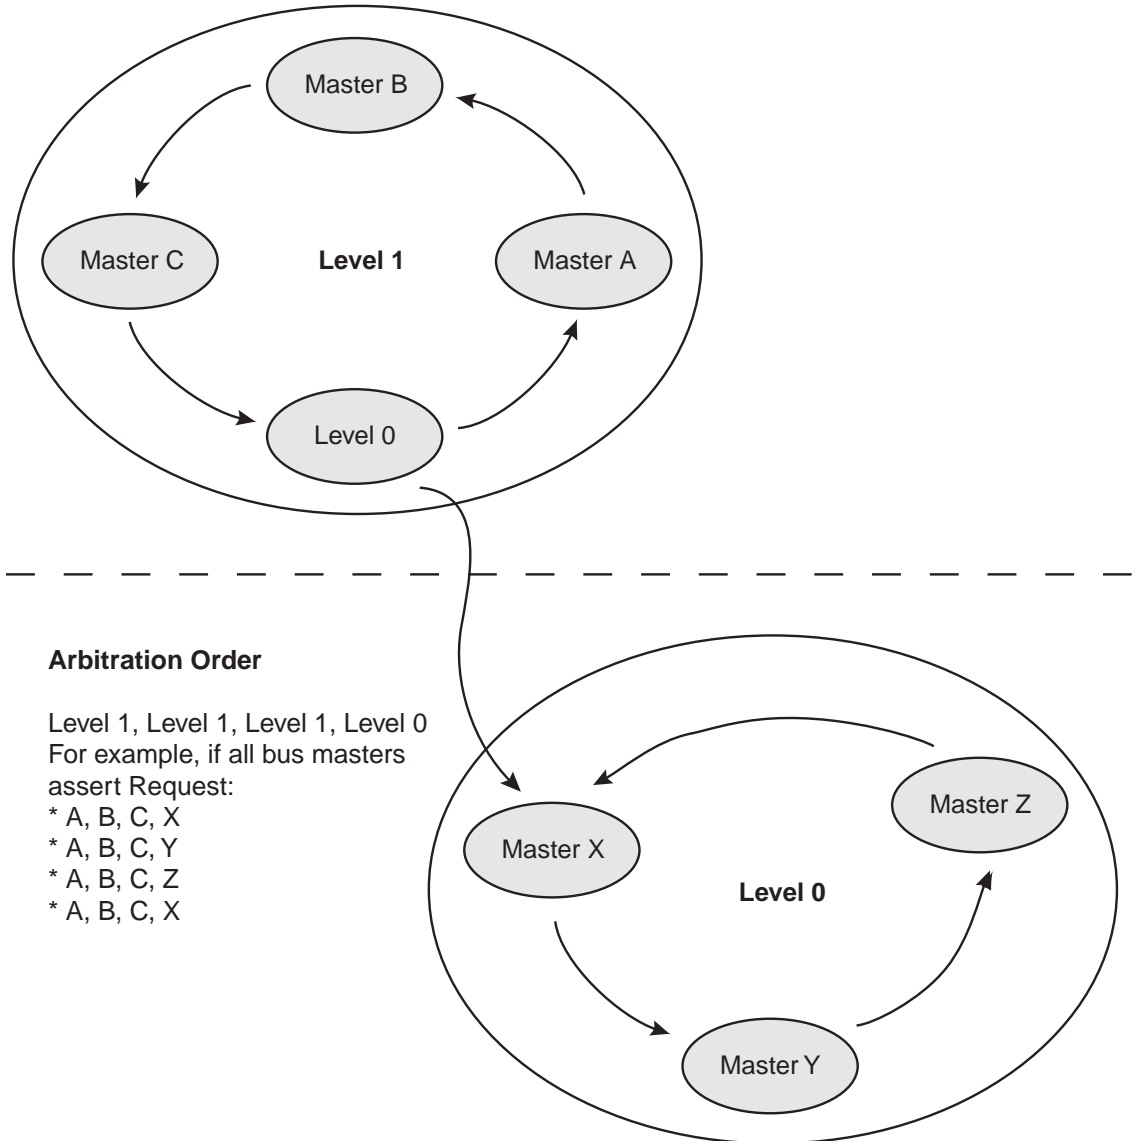 Master B
Master C
Level 1
Master A
Level 0
Arbitration Order
Level 1, Level 1, Level 1, Level 0
For example, if all bus masters
assert Request:
* A, B, C, X
* A, B, C, Y
* A, B, C, Z
* A, B, C, X
Master Z
Master X
Level 0
Master Y